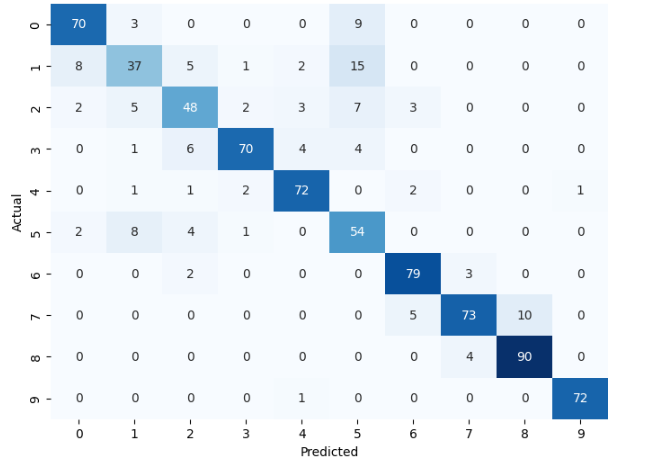 0 70 3 0 0 0 9 0 0 0 0
1 8 37 5 1 2 15 0 0 0 0
2 2 5 48 2 3 7 3 0 0 0
3 0 1 6 70 4 4 0 0 0 0
4 0 1 1 2 72 0 2 0 0 1
5 2 8 4 1 0 54 0 0 0 0
6 0 0 2 0 0 0 79 3 0 0
7 0 0 0 0 0 0 5 73 10 0
8 0 0 0 0 0 0 0 4 90 0
9 0 0 0 0 1 0 0 0 0 72
Actual
0 1 2 3 4 5 6 7 8 9
Predicted